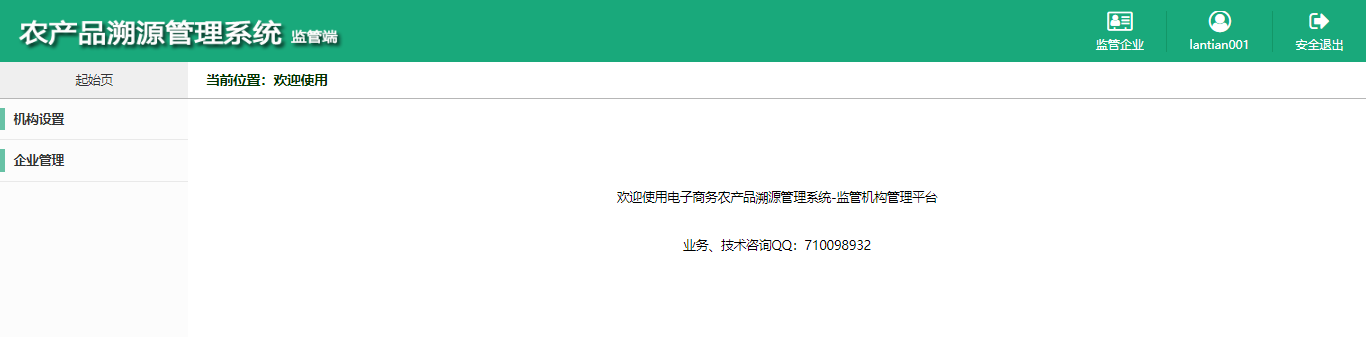 农产品溯源管理系统 监管端
监管企业
lantian001
安全退出
起始页
当前位置：欢迎使用
机构设置
企业管理
欢迎使用电子商务农产品溯源管理系统-监管机构管理平台
业务、技术咨询QQ：710098932